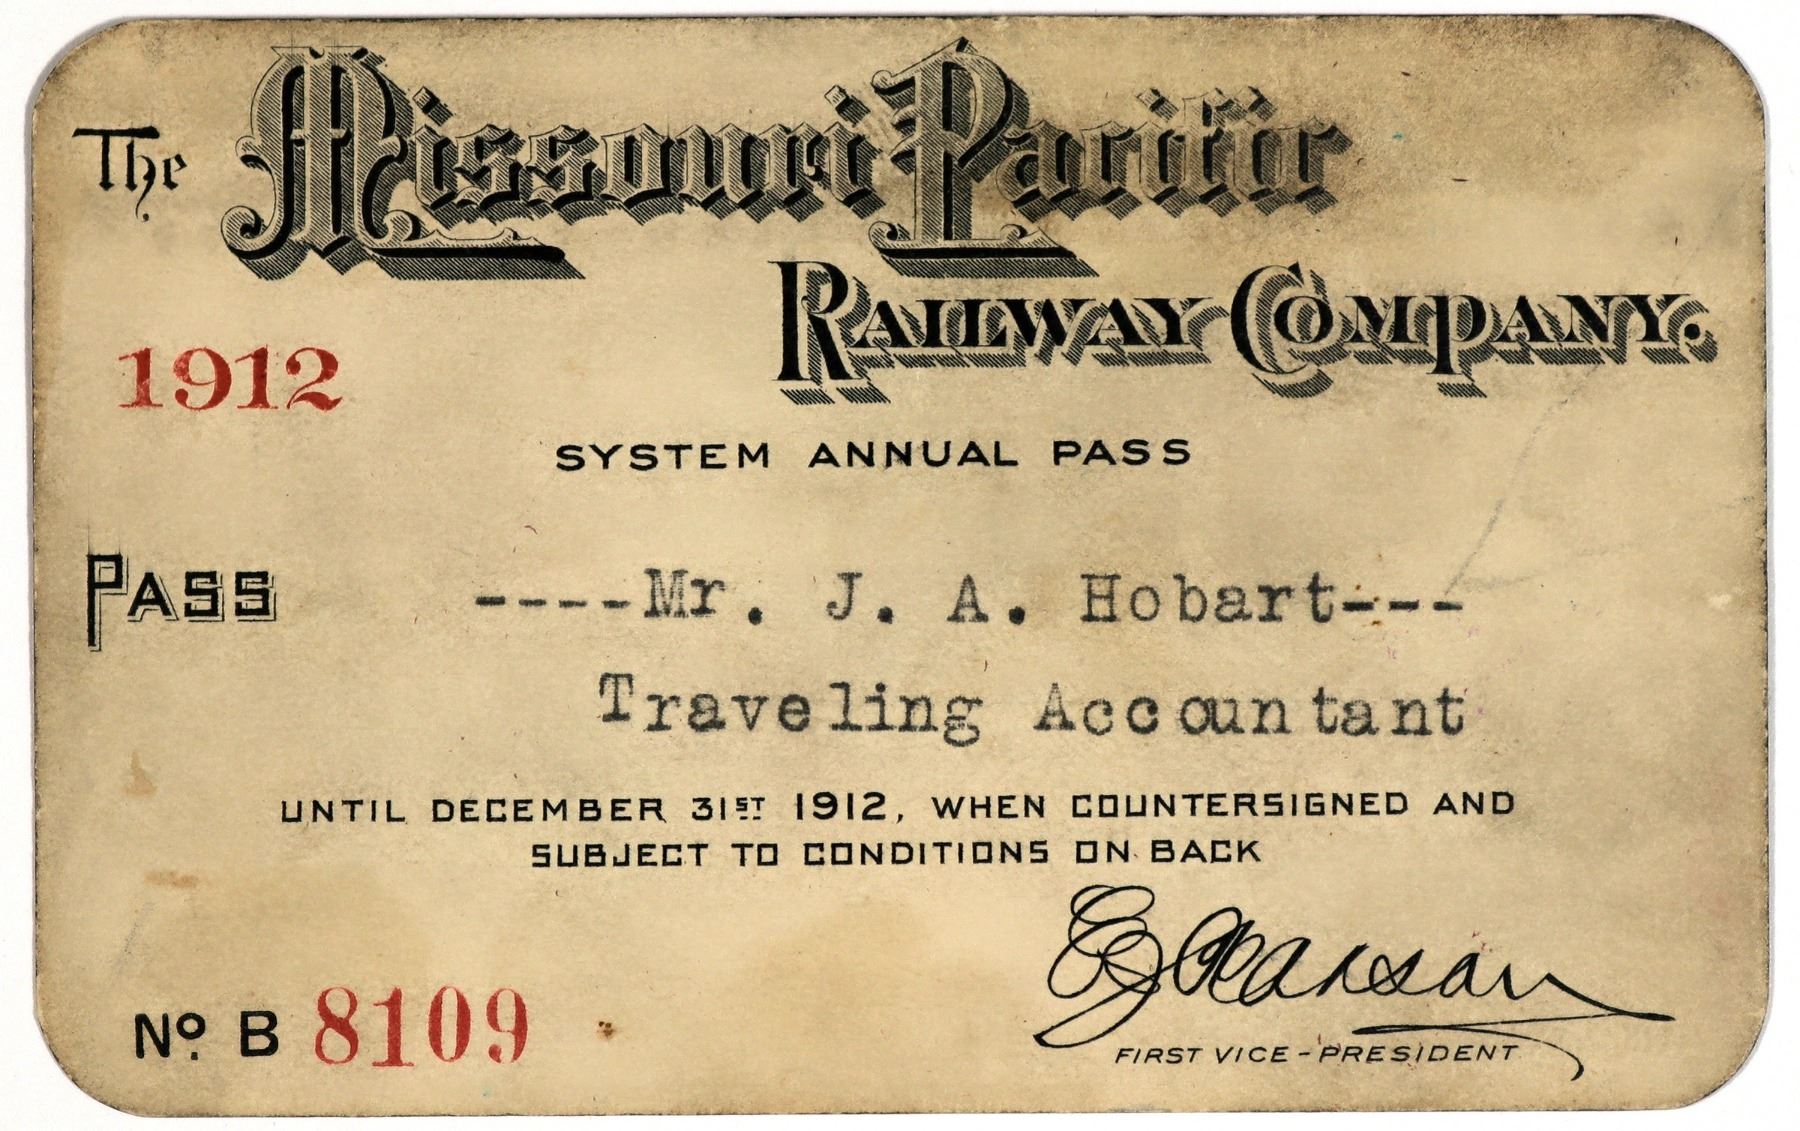 The Missouri Pacific
RAILWAY COMPANY.
1912
SYSTEM ANNUAL PASS
PASS ----Mr. J. A. Hobart---
Traveling Accountant
UNTIL DECEMBER 31ST 1912, WHEN COUNTERSIGNED AND
SUBJECT TO CONDITIONS ON BACK
No. B 8109
FIRST VICE-PRESIDENT